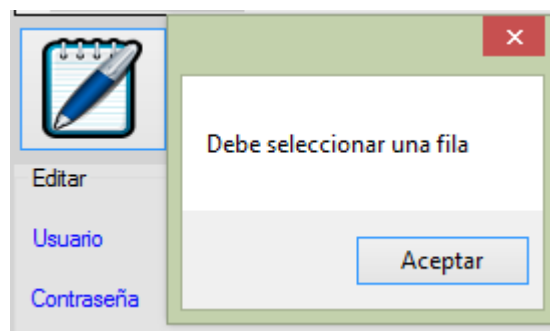 Debe seleccionar una fila
Editar
Usuario
Aceptar
Contraseña